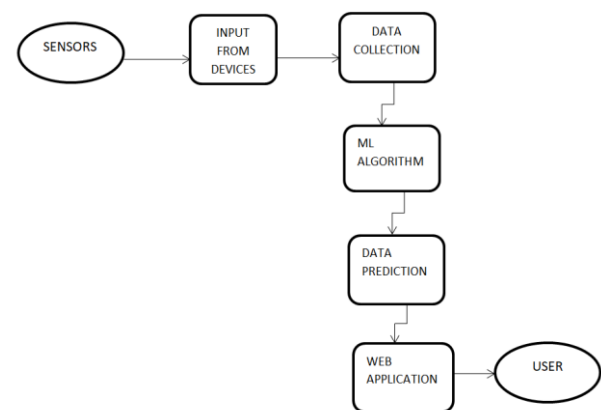 SENSORS
INPUT
FROM
DEVICES
DATA
COLLECTION
ML
ALGORITHM
DATA
PREDICTION
WEB
APPLICATION
USER